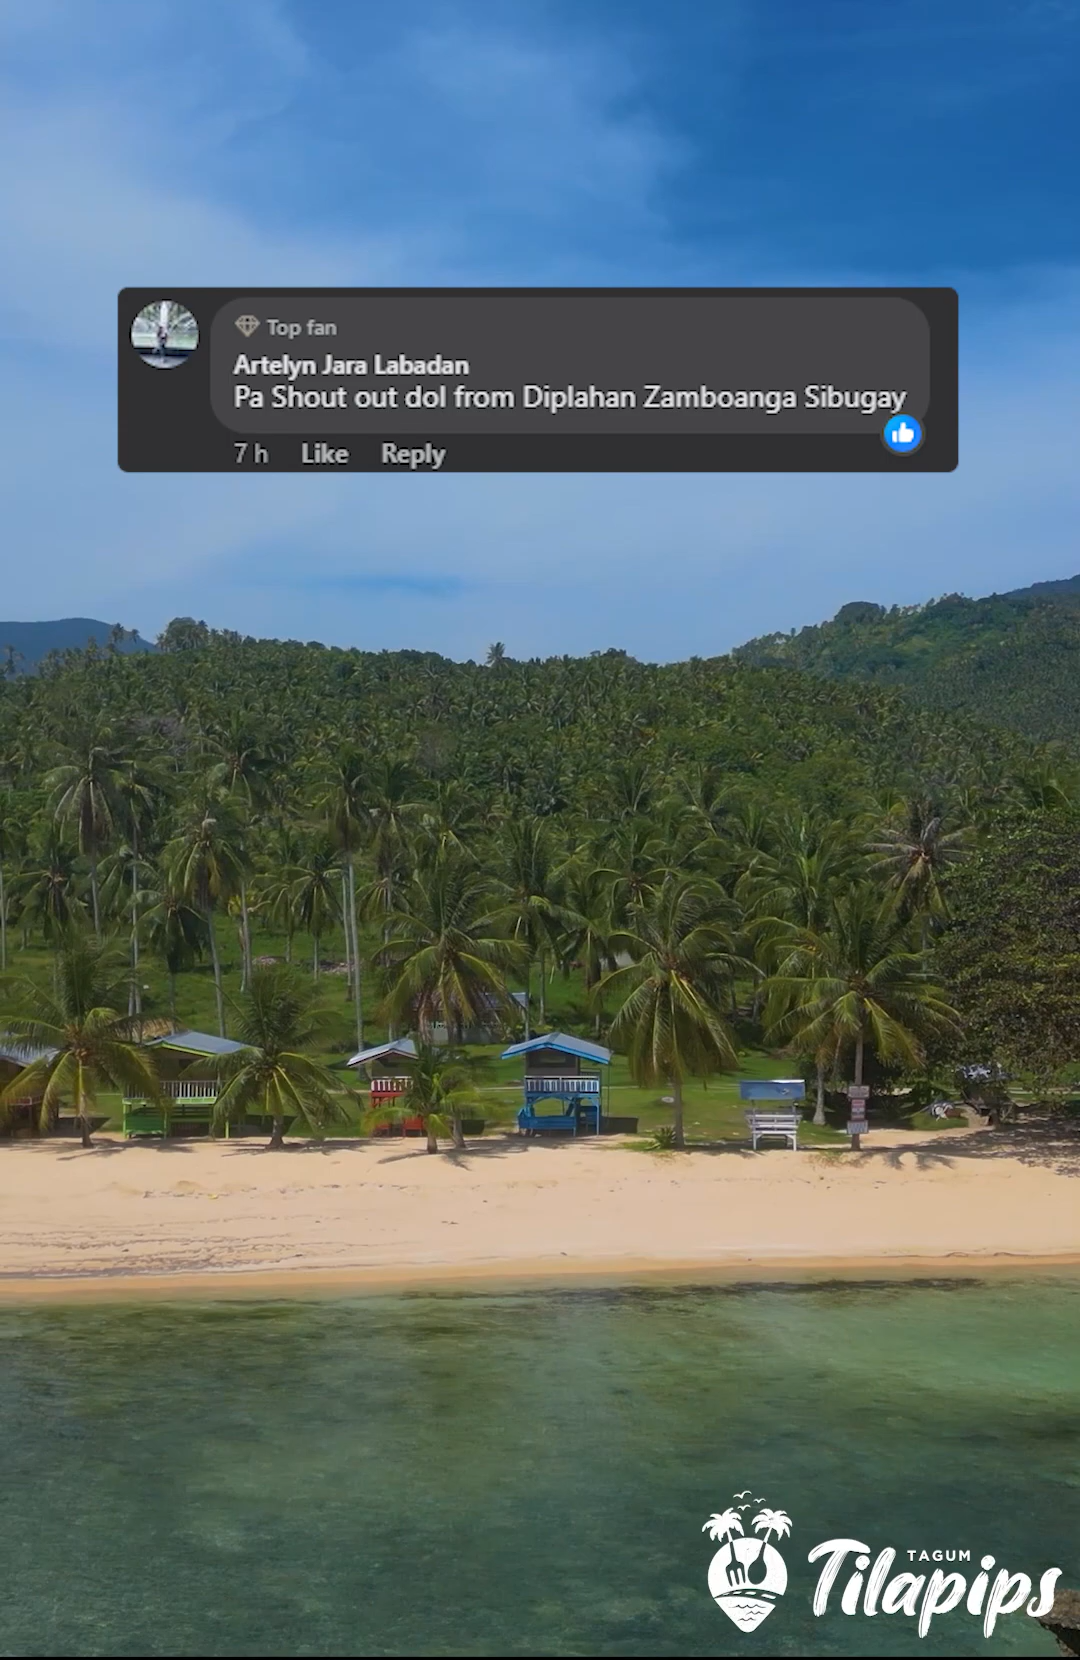 Top fan
Artelyn Jara Labadan
Pa Shout out dol from Diplahan Zamboanga Sibugay
7 h Like Reply
TAGUM
Tilapips